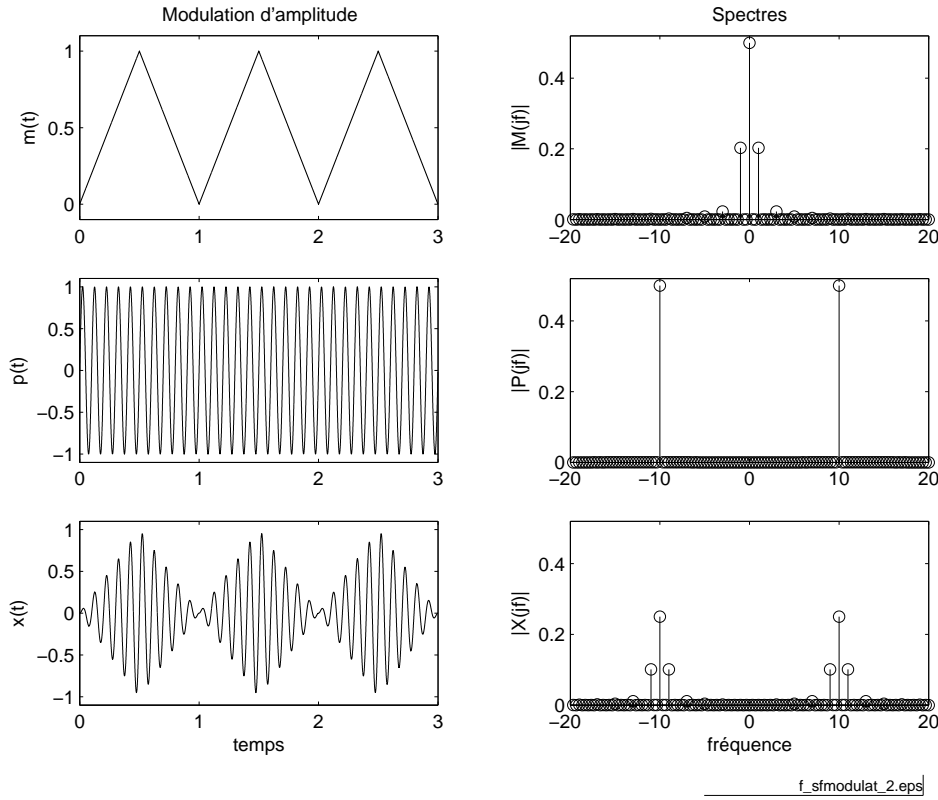 Modulation d'amplitude
m(t)
1
0.5
0
0 1 2 3
p(t)
1
0.5
0
−0.5
−1
0 1 2 3
x(t)
1
0.5
0
−0.5
−1
0 1 2 3
temps
Spectres
|M(jf)|
0.4
0.2
0
−20 −10 0 10 20
|P(jf)|
0.4
0.2
0
−20 −10 0 10 20
|X(jf)|
0.4
0.2
0
−20 −10 0 10 20
fréquence
f_sfmodulat_2.eps